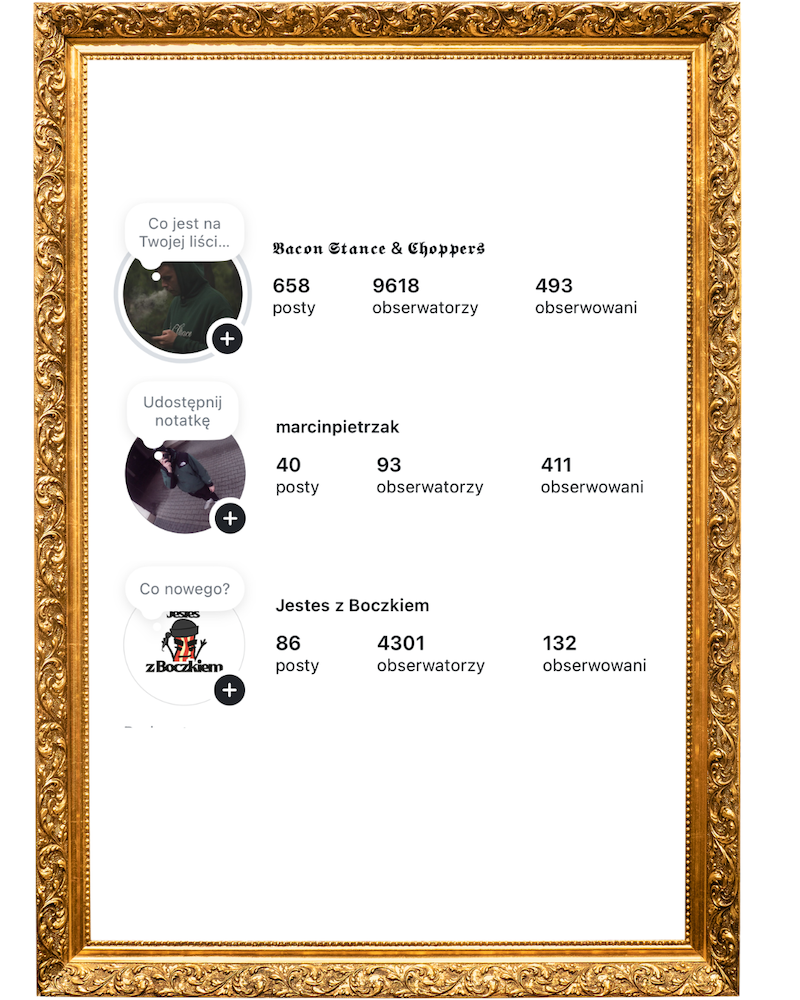 Co jest na
Twojej liści...
𝕭𝖆𝖈𝖔𝖓 𝕾𝖙𝖆𝖓𝖈𝖊 & 𝕮𝖍𝖔𝖕𝖕𝖊𝖗𝖘
658 9618 493
posty obserwatorzy obserwowani
Udostępnij
notatkę
marcinpietrzak
40 93 411
posty obserwatorzy obserwowani
Co nowego?
Jestes z Boczkiem
86 4301 132
posty obserwatorzy obserwowani
Jestes
z Boczkiem